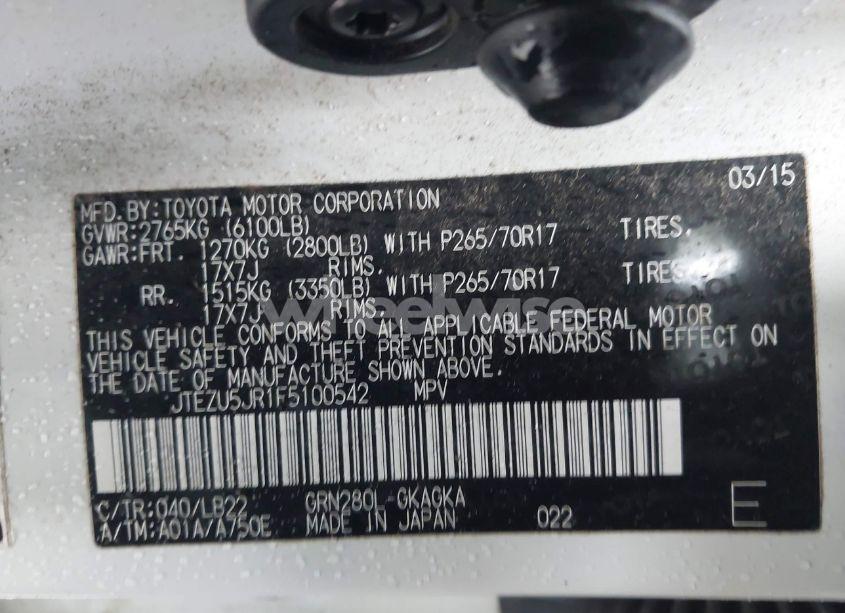 03/15
MFD.BY:TOYOTA MOTOR CORPORATION
GVWR:2765KG (6100LB)
GAWR:FRT. 1270KG (2800LB) WITH P265/70R17 TIRES.
17X7J RIMS.
RR. 1515KG (3350LB) WITH P265/70R17 TIRES.
17X7J RIMS.
wheelwise
THIS VEHICLE CONFORMS TO ALL APPLICABLE FEDERAL MOTOR
VEHICLE SAFETY AND THEFT PREVENTION STANDARDS IN EFFECT ON
THE DATE OF MANUFACTURE SHOWN ABOVE.
JTEZU5JR1F5100542 MPV
C/TR:040/LB22 GRN280L-GKAGKA
A/TM:A01A/A750E MADE IN JAPAN 022 E